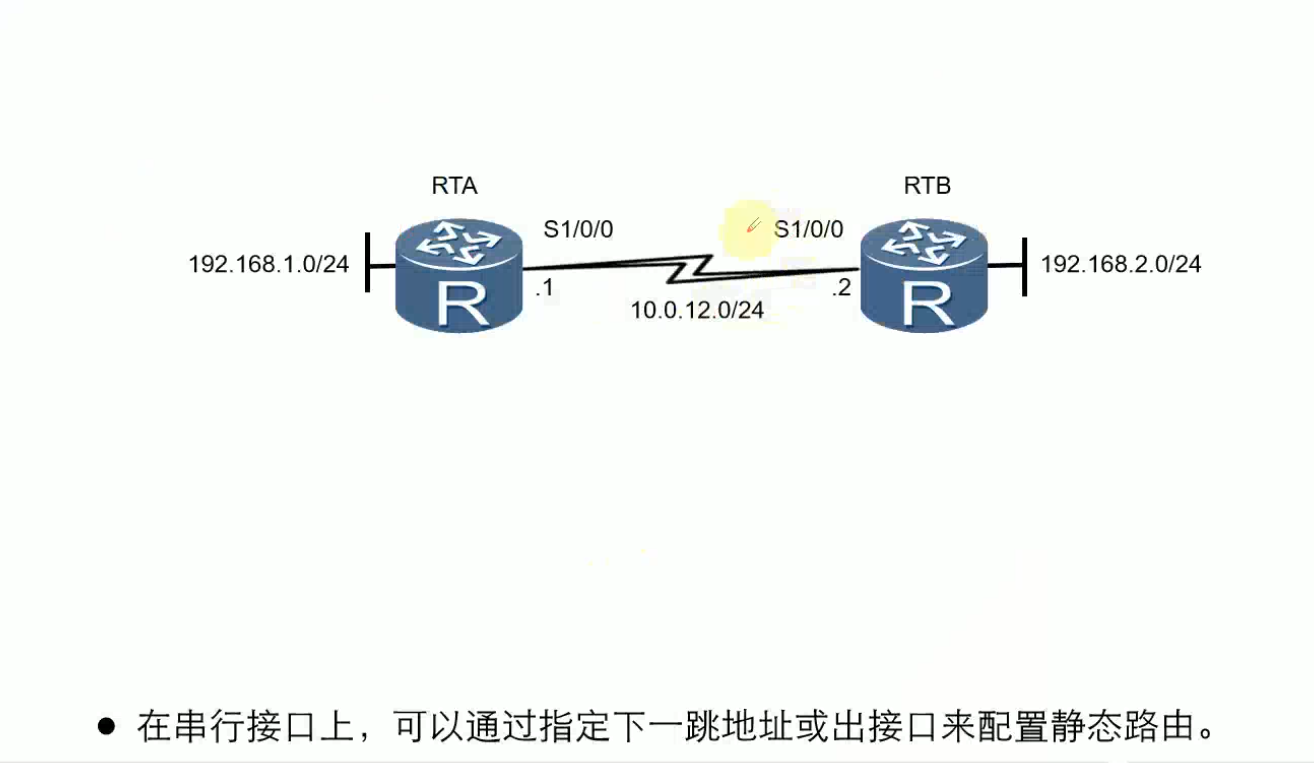 RTA
RTB
S1/0/0
S1/0/0
192.168.1.0/24
192.168.2.0/24
.1
.2
10.0.12.0/24
R
R
● 在串行接口上，可以通过指定下一跳地址或出接口来配置静态路由。